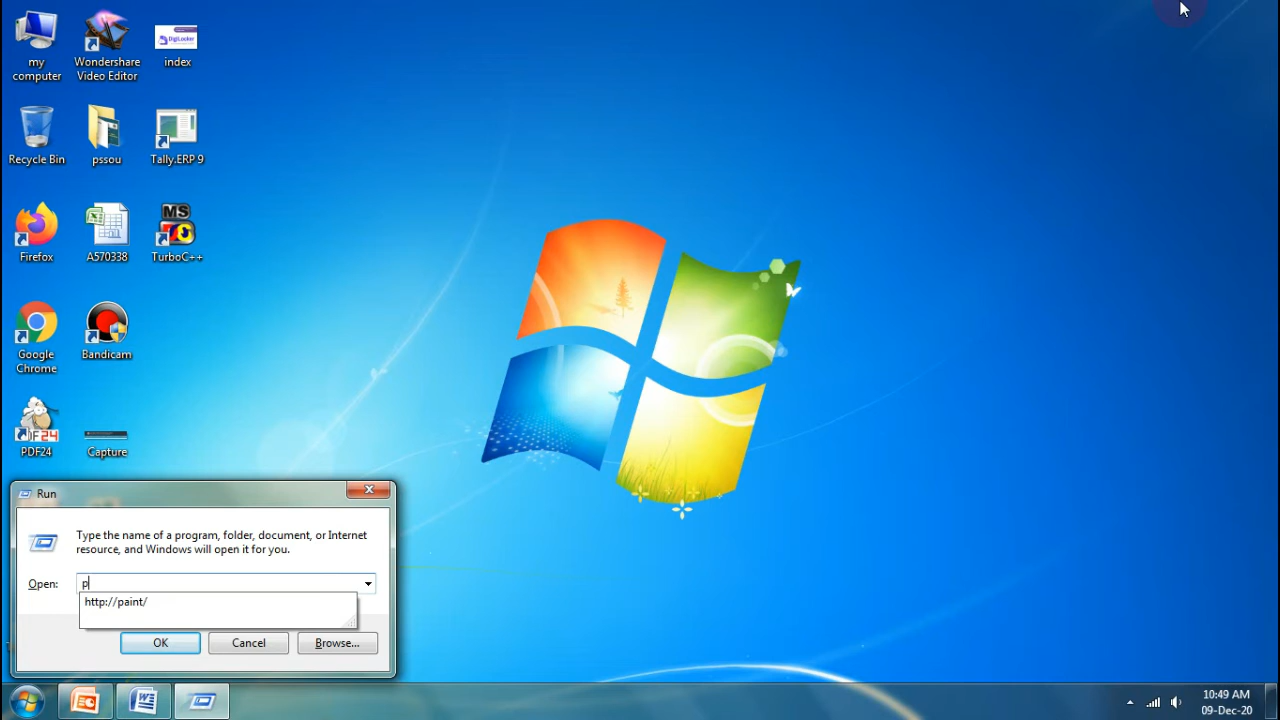 my
computer
Wondershare
Video Editor
DigiLocker
index
Recycle Bin
pssou
Tally.ERP 9
Firefox
A570338
MS
TurboC++
Google
Chrome
Bandicam
PDF24
Capture
Run
Type the name of a program, folder, document, or Internet
resource, and Windows will open it for you.
Open:
p
http://paint/
OK
Cancel
Browse...
10:49 AM
09-Dec-20